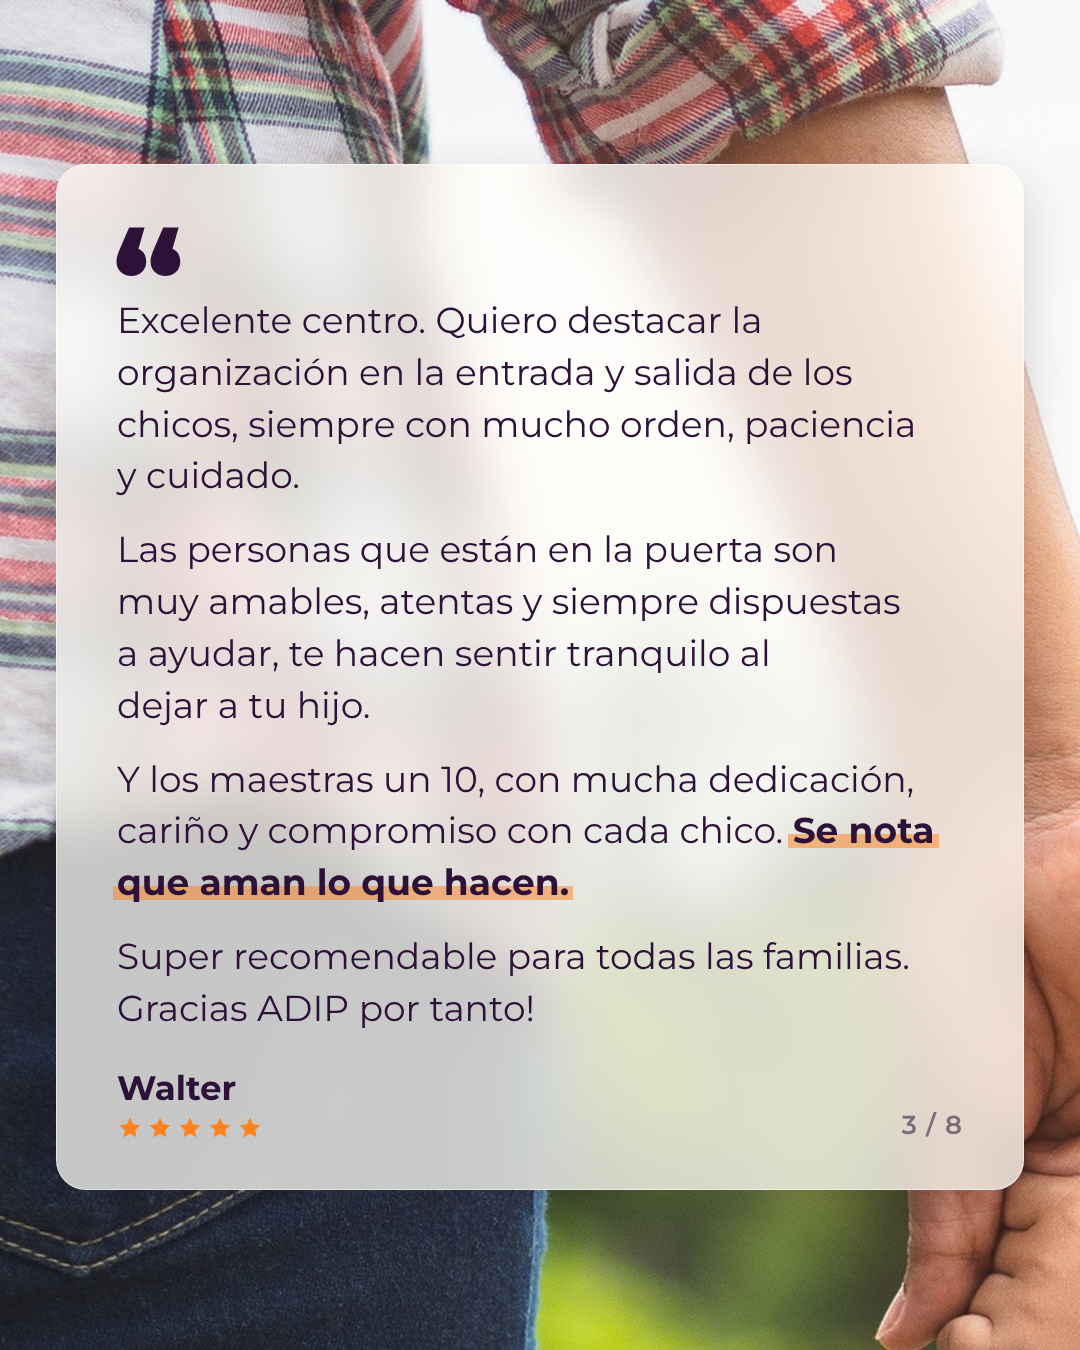 “
Excelente centro. Quiero destacar la
organización en la entrada y salida de los
chicos, siempre con mucho orden, paciencia
y cuidado.
Las personas que están en la puerta son
muy amables, atentas y siempre dispuestas
a ayudar, te hacen sentir tranquilo al
dejar a tu hijo.
Y los maestras un 10, con mucha dedicación,
cariño y compromiso con cada chico. Se nota
que aman lo que hacen.
Super recomendable para todas las familias.
Gracias ADIP por tanto!
Walter
3 / 8